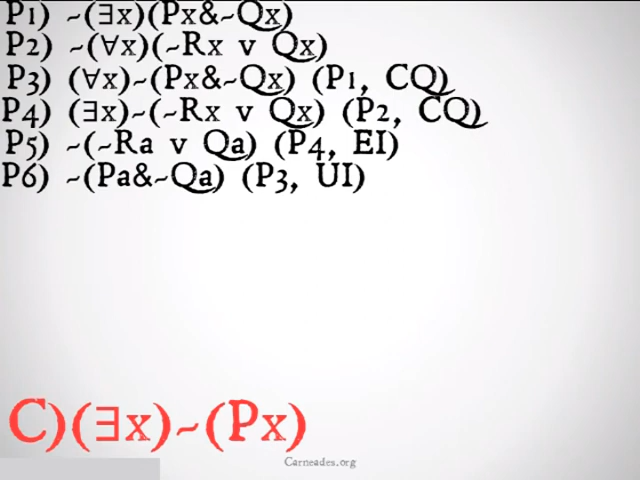 P1) ~(∃x)(Px&~Qx)
P2) ~(∀x)(~Rx v Qx)
P3) (∀x)~(Px&~Qx) (P1, CQ)
P4) (∃x)~(~Rx v Qx) (P2, CQ)
P5) ~(~Ra v Qa) (P4, EI)
P6) ~(Pa&~Qa) (P3, UI)
C)(∃x)~(Px)
Carneades.org